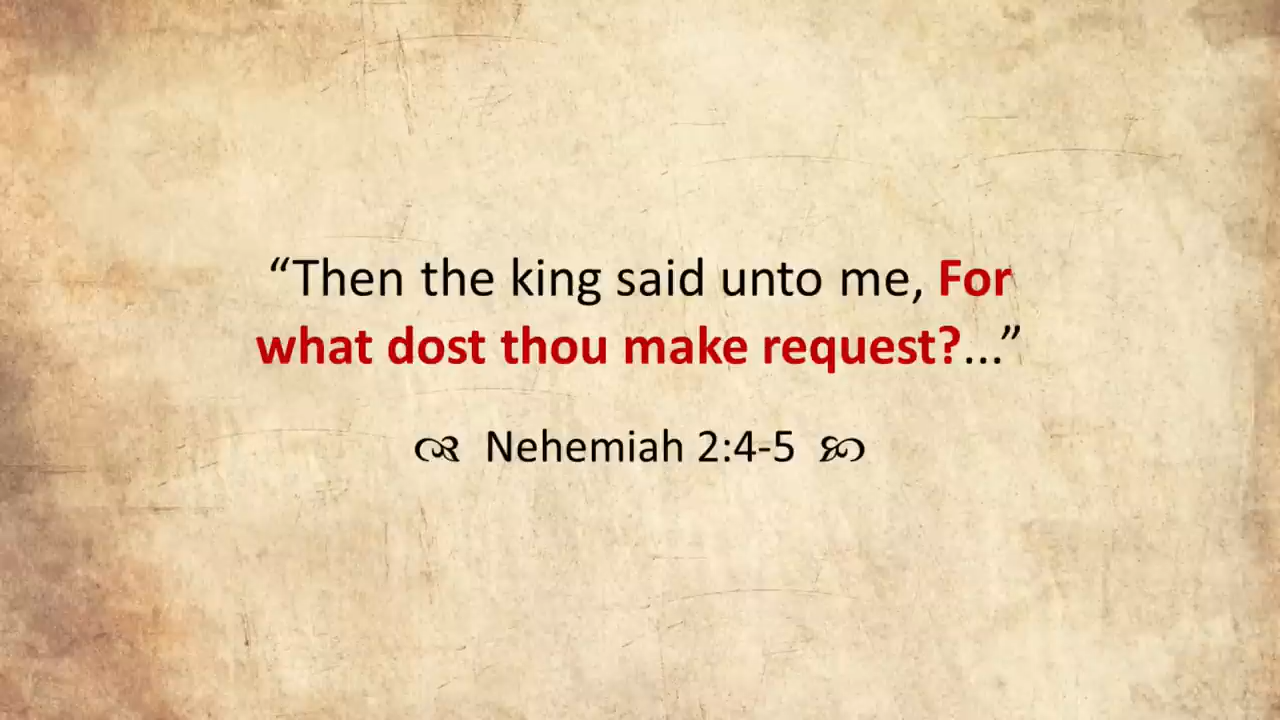 “Then the king said unto me, For
what dost thou make request?...”
Nehemiah 2:4-5